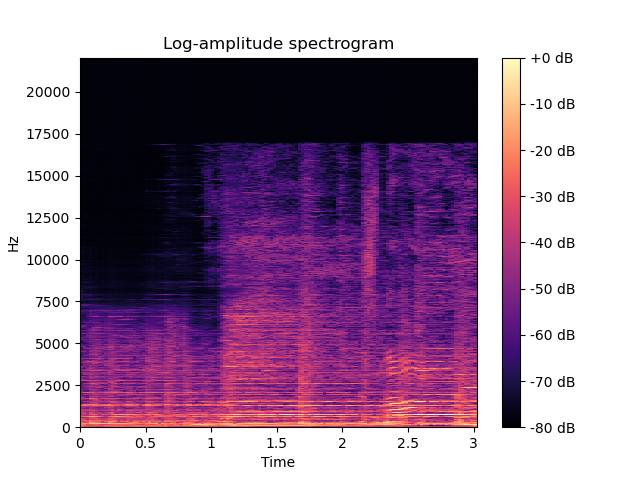 Log-amplitude spectrogram
Hz
20000
17500
15000
12500
10000
7500
5000
2500
0
0 0.5 1 1.5 2 2.5 3
Time
+0 dB
-10 dB
-20 dB
-30 dB
-40 dB
-50 dB
-60 dB
-70 dB
-80 dB